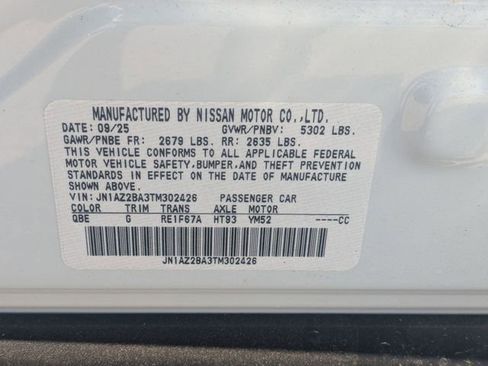 MANUFACTURED BY NISSAN MOTOR CO.,LTD.
DATE: 09/25 GVWR/PNBV: 5302 LBS.
GAWR/PNBE FR: 2679 LBS. RR: 2635 LBS.
THIS VEHICLE CONFORMS TO ALL APPLICABLE FEDERAL
MOTOR VEHICLE SAFETY,BUMPER,AND THEFT PREVENTION
STANDARDS IN EFFECT ON THE DATE OF MANUFACTURE
SHOWN ABOVE.
VIN: JN1AZ2BA3TM302426 PASSENGER CAR
COLOR TRIM TRANS AXLE MOTOR
QBE G RE1F67A HT93 YM52 ----CC
JN1AZ2BA3TM302426